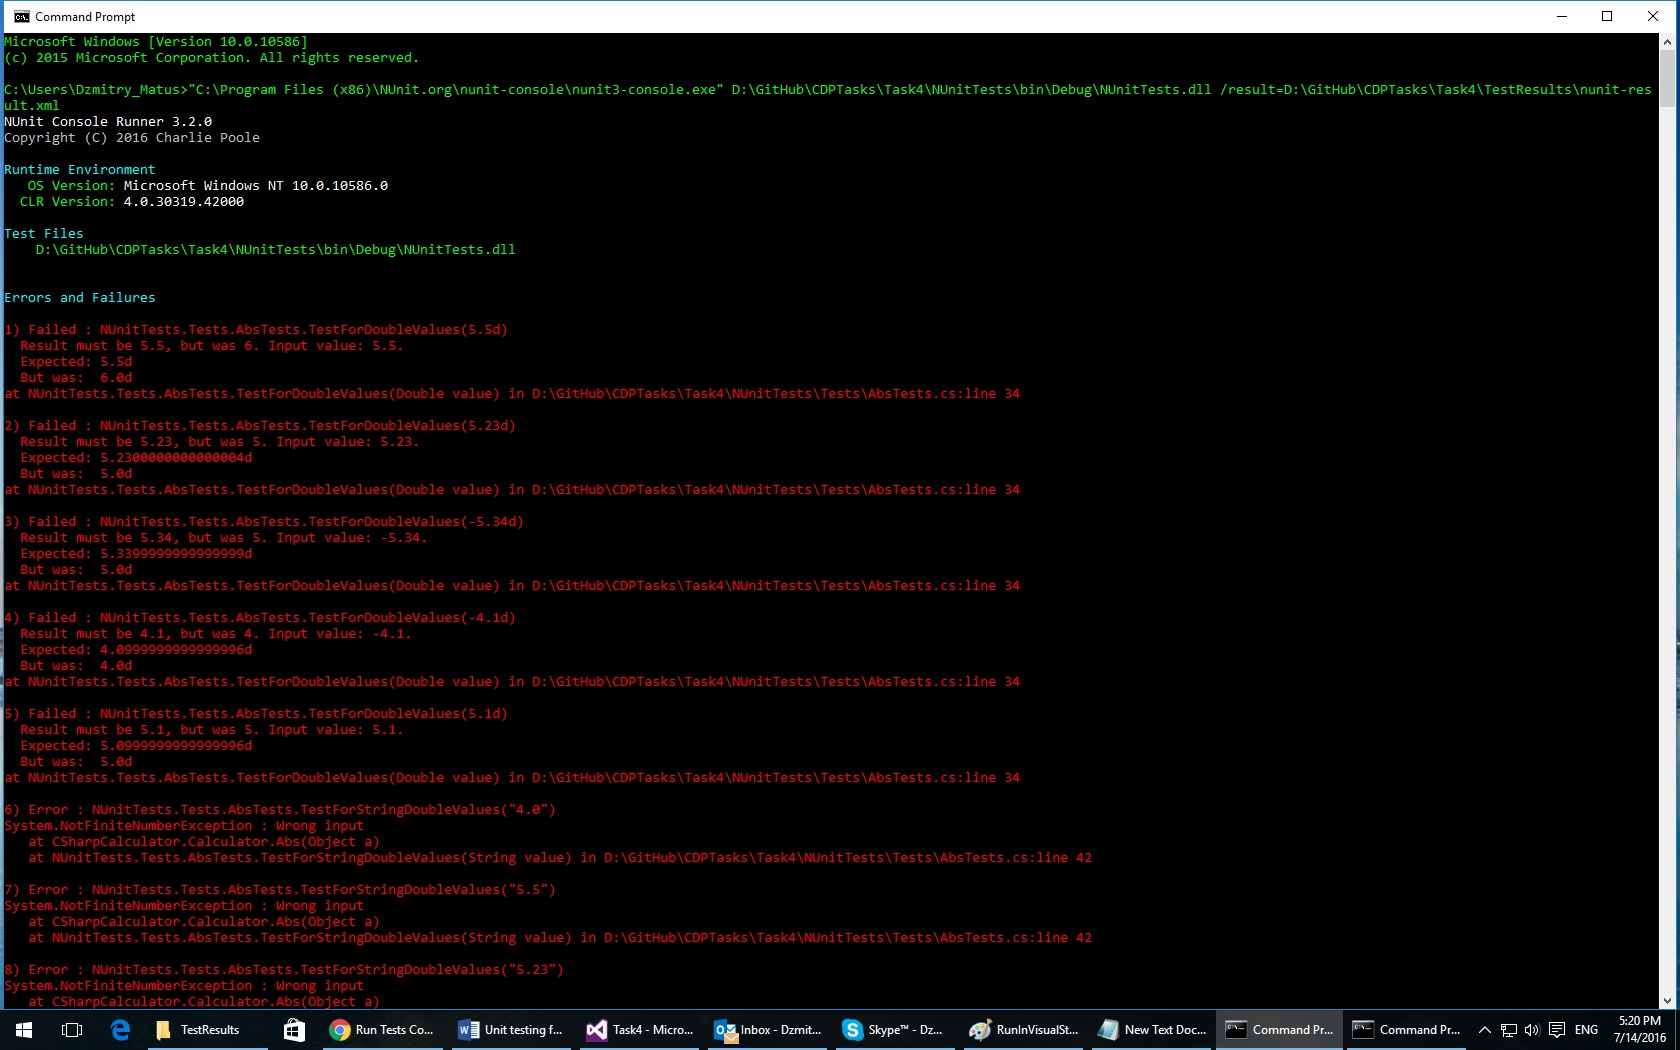 Command Prompt
Microsoft Windows [Version 10.0.10586]
(c) 2015 Microsoft Corporation. All rights reserved.
C:\Users\Dzmitry_Matus>"C:\Program Files (x86)\NUnit.org\nunit-console\nunit3-console.exe" D:\GitHub\CDPTasks\Task4\NUnitTests\bin\Debug\NUnitTests.dll /result=D:\GitHub\CDPTasks\Task4\TestResults\nunit-res
ult.xml
NUnit Console Runner 3.2.0
Copyright (C) 2016 Charlie Poole
Runtime Environment
OS Version: Microsoft Windows NT 10.0.10586.0
CLR Version: 4.0.30319.42000
Test Files
D:\GitHub\CDPTasks\Task4\NUnitTests\bin\Debug\NUnitTests.dll
Errors and Failures
1) Failed : NUnitTests.Tests.AbsTests.TestForDoubleValues(5.5d)
Result must be 5.5, but was 6. Input value: 5.5.
Expected: 5.5d
But was:  6.0d
at NUnitTests.Tests.AbsTests.TestForDoubleValues(Double value) in D:\GitHub\CDPTasks\Task4\NUnitTests\Tests\AbsTests.cs:line 34
2) Failed : NUnitTests.Tests.AbsTests.TestForDoubleValues(5.23d)
Result must be 5.23, but was 5. Input value: 5.23.
Expected: 5.2300000000000004d
But was:  5.0d
at NUnitTests.Tests.AbsTests.TestForDoubleValues(Double value) in D:\GitHub\CDPTasks\Task4\NUnitTests\Tests\AbsTests.cs:line 34
3) Failed : NUnitTests.Tests.AbsTests.TestForDoubleValues(-5.34d)
Result must be 5.34, but was 5. Input value: -5.34.
Expected: 5.3399999999999999d
But was:  5.0d
at NUnitTests.Tests.AbsTests.TestForDoubleValues(Double value) in D:\GitHub\CDPTasks\Task4\NUnitTests\Tests\AbsTests.cs:line 34
4) Failed : NUnitTests.Tests.AbsTests.TestForDoubleValues(-4.1d)
Result must be 4.1, but was 4. Input value: -4.1.
Expected: 4.0999999999999996d
But was:  4.0d
at NUnitTests.Tests.AbsTests.TestForDoubleValues(Double value) in D:\GitHub\CDPTasks\Task4\NUnitTests\Tests\AbsTests.cs:line 34
5) Failed : NUnitTests.Tests.AbsTests.TestForDoubleValues(5.1d)
Result must be 5.1, but was 5. Input value: 5.1.
Expected: 5.0999999999999996d
But was:  5.0d
at NUnitTests.Tests.AbsTests.TestForDoubleValues(Double value) in D:\GitHub\CDPTasks\Task4\NUnitTests\Tests\AbsTests.cs:line 34
6) Error : NUnitTests.Tests.AbsTests.TestForStringDoubleValues("4.0")
System.NotFiniteNumberException : Wrong input
at CSharpCalculator.Calculator.Abs(Object a)
at NUnitTests.Tests.AbsTests.TestForStringDoubleValues(String value) in D:\GitHub\CDPTasks\Task4\NUnitTests\Tests\AbsTests.cs:line 42
7) Error : NUnitTests.Tests.AbsTests.TestForStringDoubleValues("5.5")
System.NotFiniteNumberException : Wrong input
at CSharpCalculator.Calculator.Abs(Object a)
at NUnitTests.Tests.AbsTests.TestForStringDoubleValues(String value) in D:\GitHub\CDPTasks\Task4\NUnitTests\Tests\AbsTests.cs:line 42
8) Error : NUnitTests.Tests.AbsTests.TestForStringDoubleValues("5.23")
System.NotFiniteNumberException : Wrong input
at CSharpCalculator.Calculator.Abs(Object a)
TestResults Run Tests Co... Unit testing f... Task4 - Micro... Inbox - Dzmit... Skype™ - Dz... RunInVisualSt... New Text Doc... Command Pr... Command Pr... ENG 5:20 PM
7/14/2016